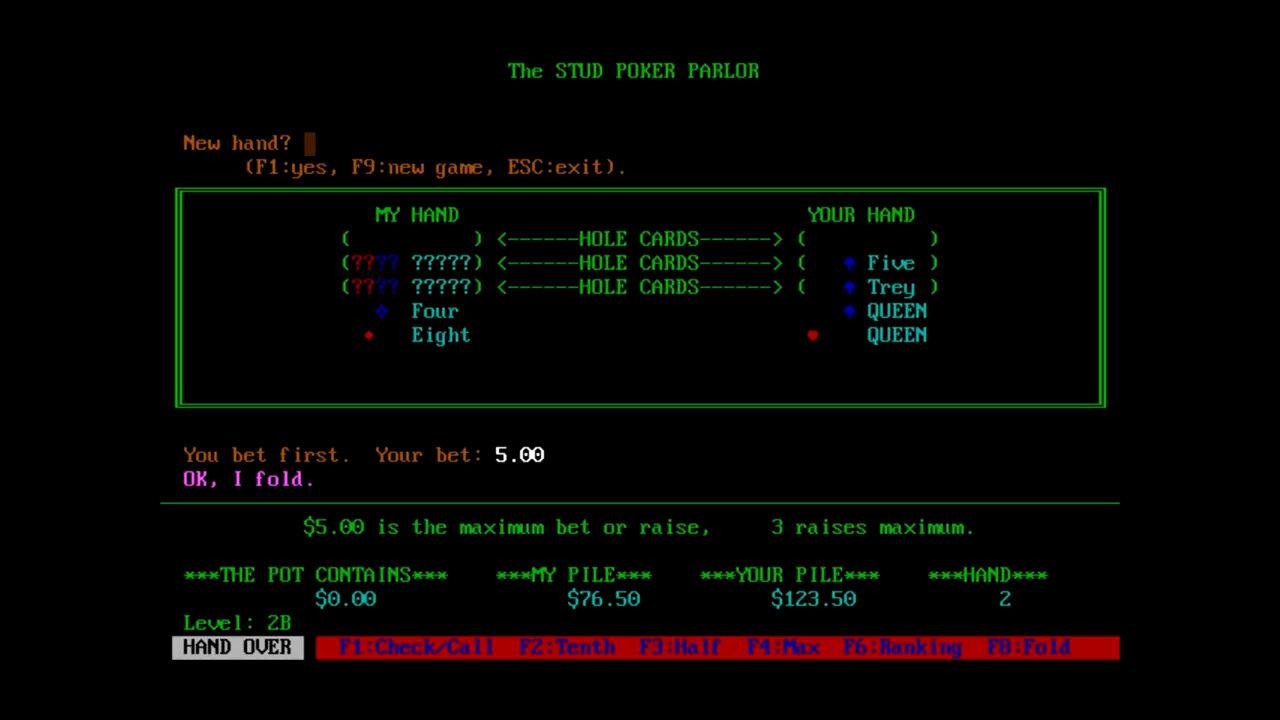 The STUD POKER PARLOR
New hand?
(F1:yes, F9:new game, ESC:exit).
MY HAND YOUR HAND
( ) <------HOLE CARDS------> ( )
(???? ?????) <------HOLE CARDS------> ( ♠ Five )
(???? ?????) <------HOLE CARDS------> ( ♠ Trey )
♣ Four ♠ QUEEN
♦ Eight ♥ QUEEN
You bet first. Your bet: 5.00
OK, I fold.
$5.00 is the maximum bet or raise, 3 raises maximum.
***THE POT CONTAINS*** ***MY PILE*** ***YOUR PILE*** ***HAND***
$0.00 $76.50 $123.50 2
Level: 2B
HAND OVER F1:Check/Call F2:Tenth F3:Half F4:Max F6:Ranking F8:Fold